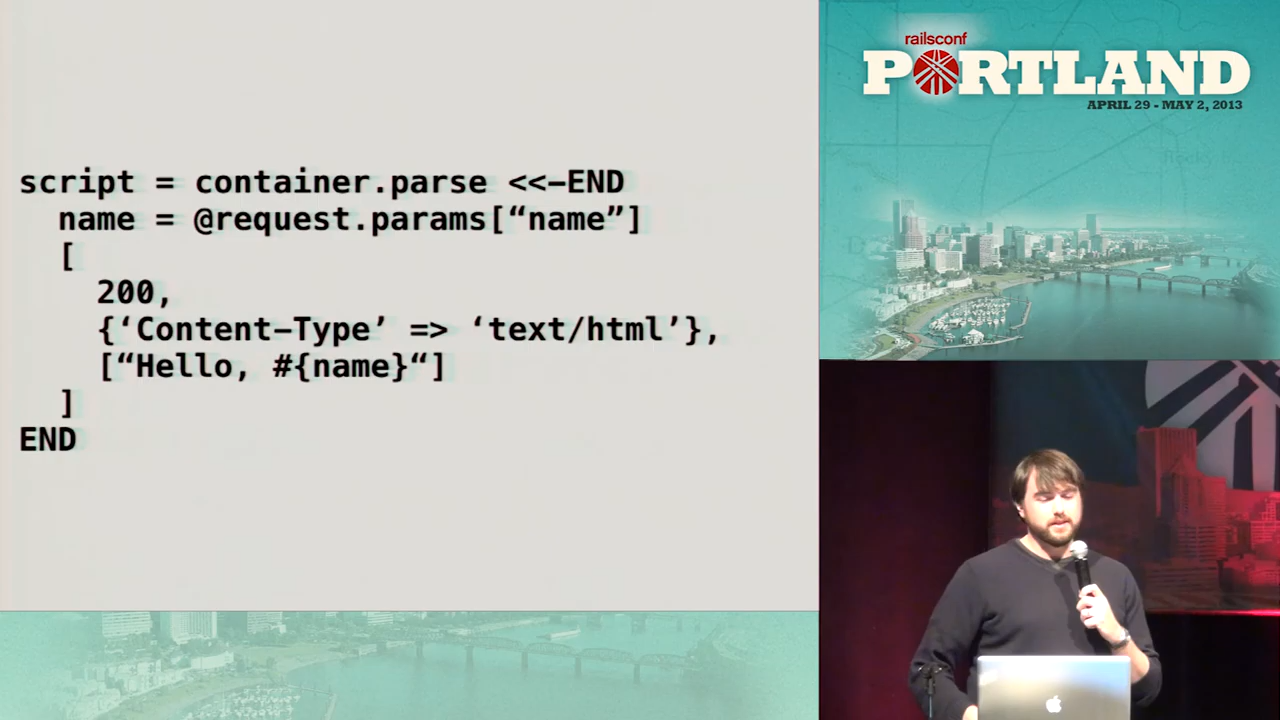 script = container.parse <<-END
name = @request.params[“name”]
[
200,
{‘Content-Type’ => ‘text/html’},
[“Hello, #{name}“]
]
END
railsconf
PORTLAND
APRIL 29 - MAY 2, 2013